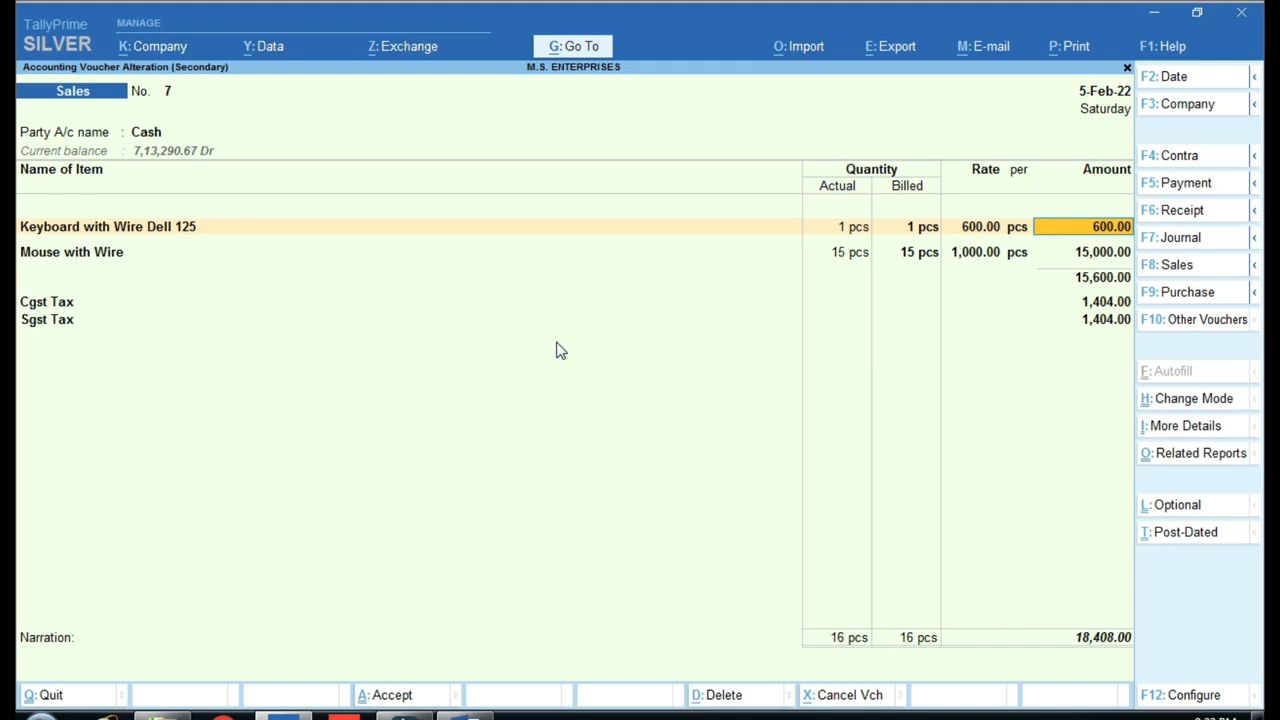 TallyPrime
SILVER
MANAGE
K: Company
Y: Data
Z: Exchange
G: Go To
O: Import
E: Export
M: E-mail
P: Print
F1: Help
Accounting Voucher Alteration (Secondary)
M.S. ENTERPRISES
Sales No. 7
5-Feb-22
Saturday
Party A/c name : Cash
Current balance : 7,13,290.67 Dr
Name of Item Quantity Rate per Amount
Actual Billed
Keyboard with Wire Dell 125 1 pcs 1 pcs 600.00 pcs 600.00
Mouse with Wire 15 pcs 15 pcs 1,000.00 pcs 15,000.00
15,600.00
Cgst Tax 1,404.00
Sgst Tax 1,404.00
Narration: 16 pcs 16 pcs 18,408.00
F2: Date
F3: Company
F4: Contra
F5: Payment
F6: Receipt
F7: Journal
F8: Sales
F9: Purchase
F10: Other Vouchers
F: Autofill
H: Change Mode
I: More Details
O: Related Reports
L: Optional
T: Post-Dated
Q: Quit
A: Accept
D: Delete
X: Cancel Vch
F12: Configure